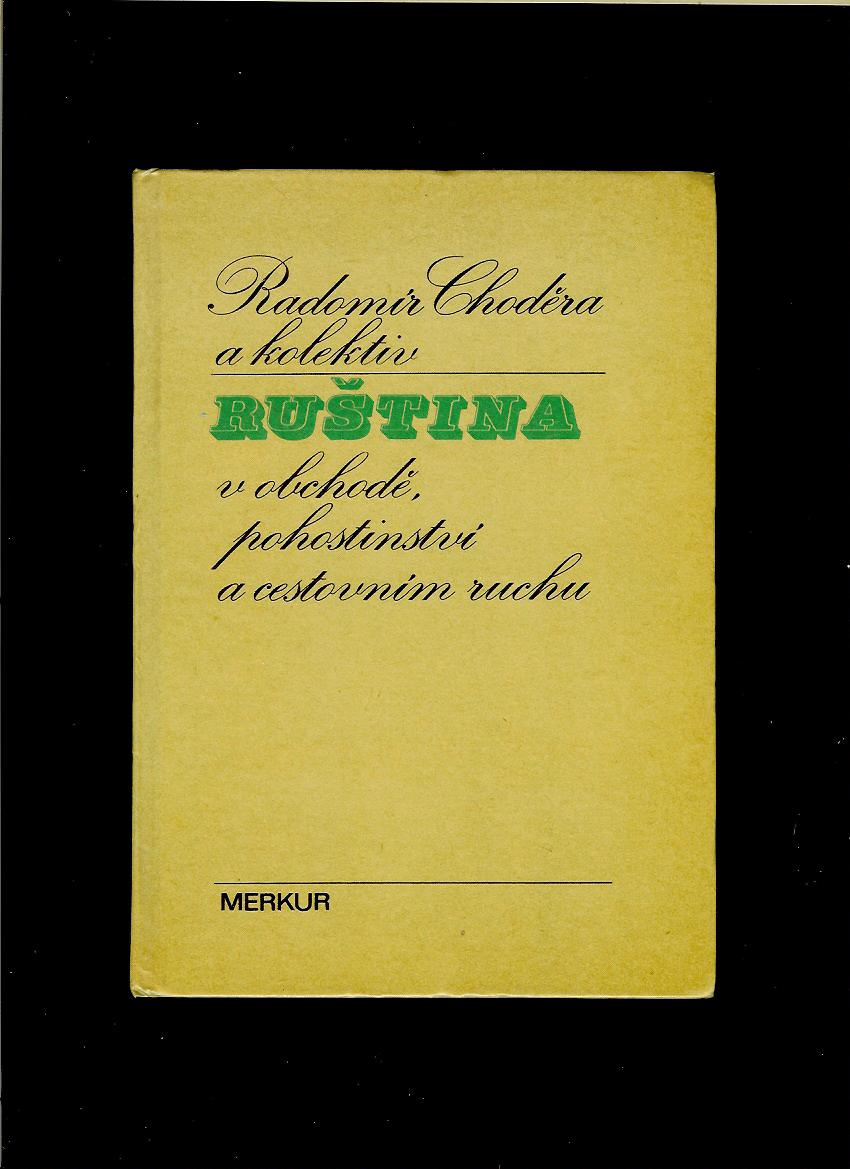 Radomír Choděra
a kolektiv
RUŠTINA
v obchodě,
pohostinství
a cestovním ruchu
MERKUR